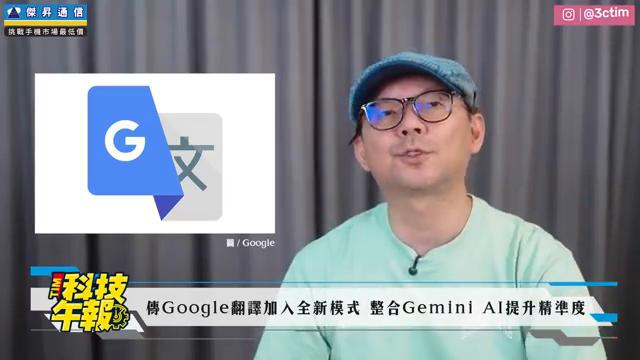 傑昇通信
挑戰手機市場最低價
@3ctim
G
文
圖 / Google
科技
午報
傳Google翻譯加入全新模式 整合Gemini AI提升精準度